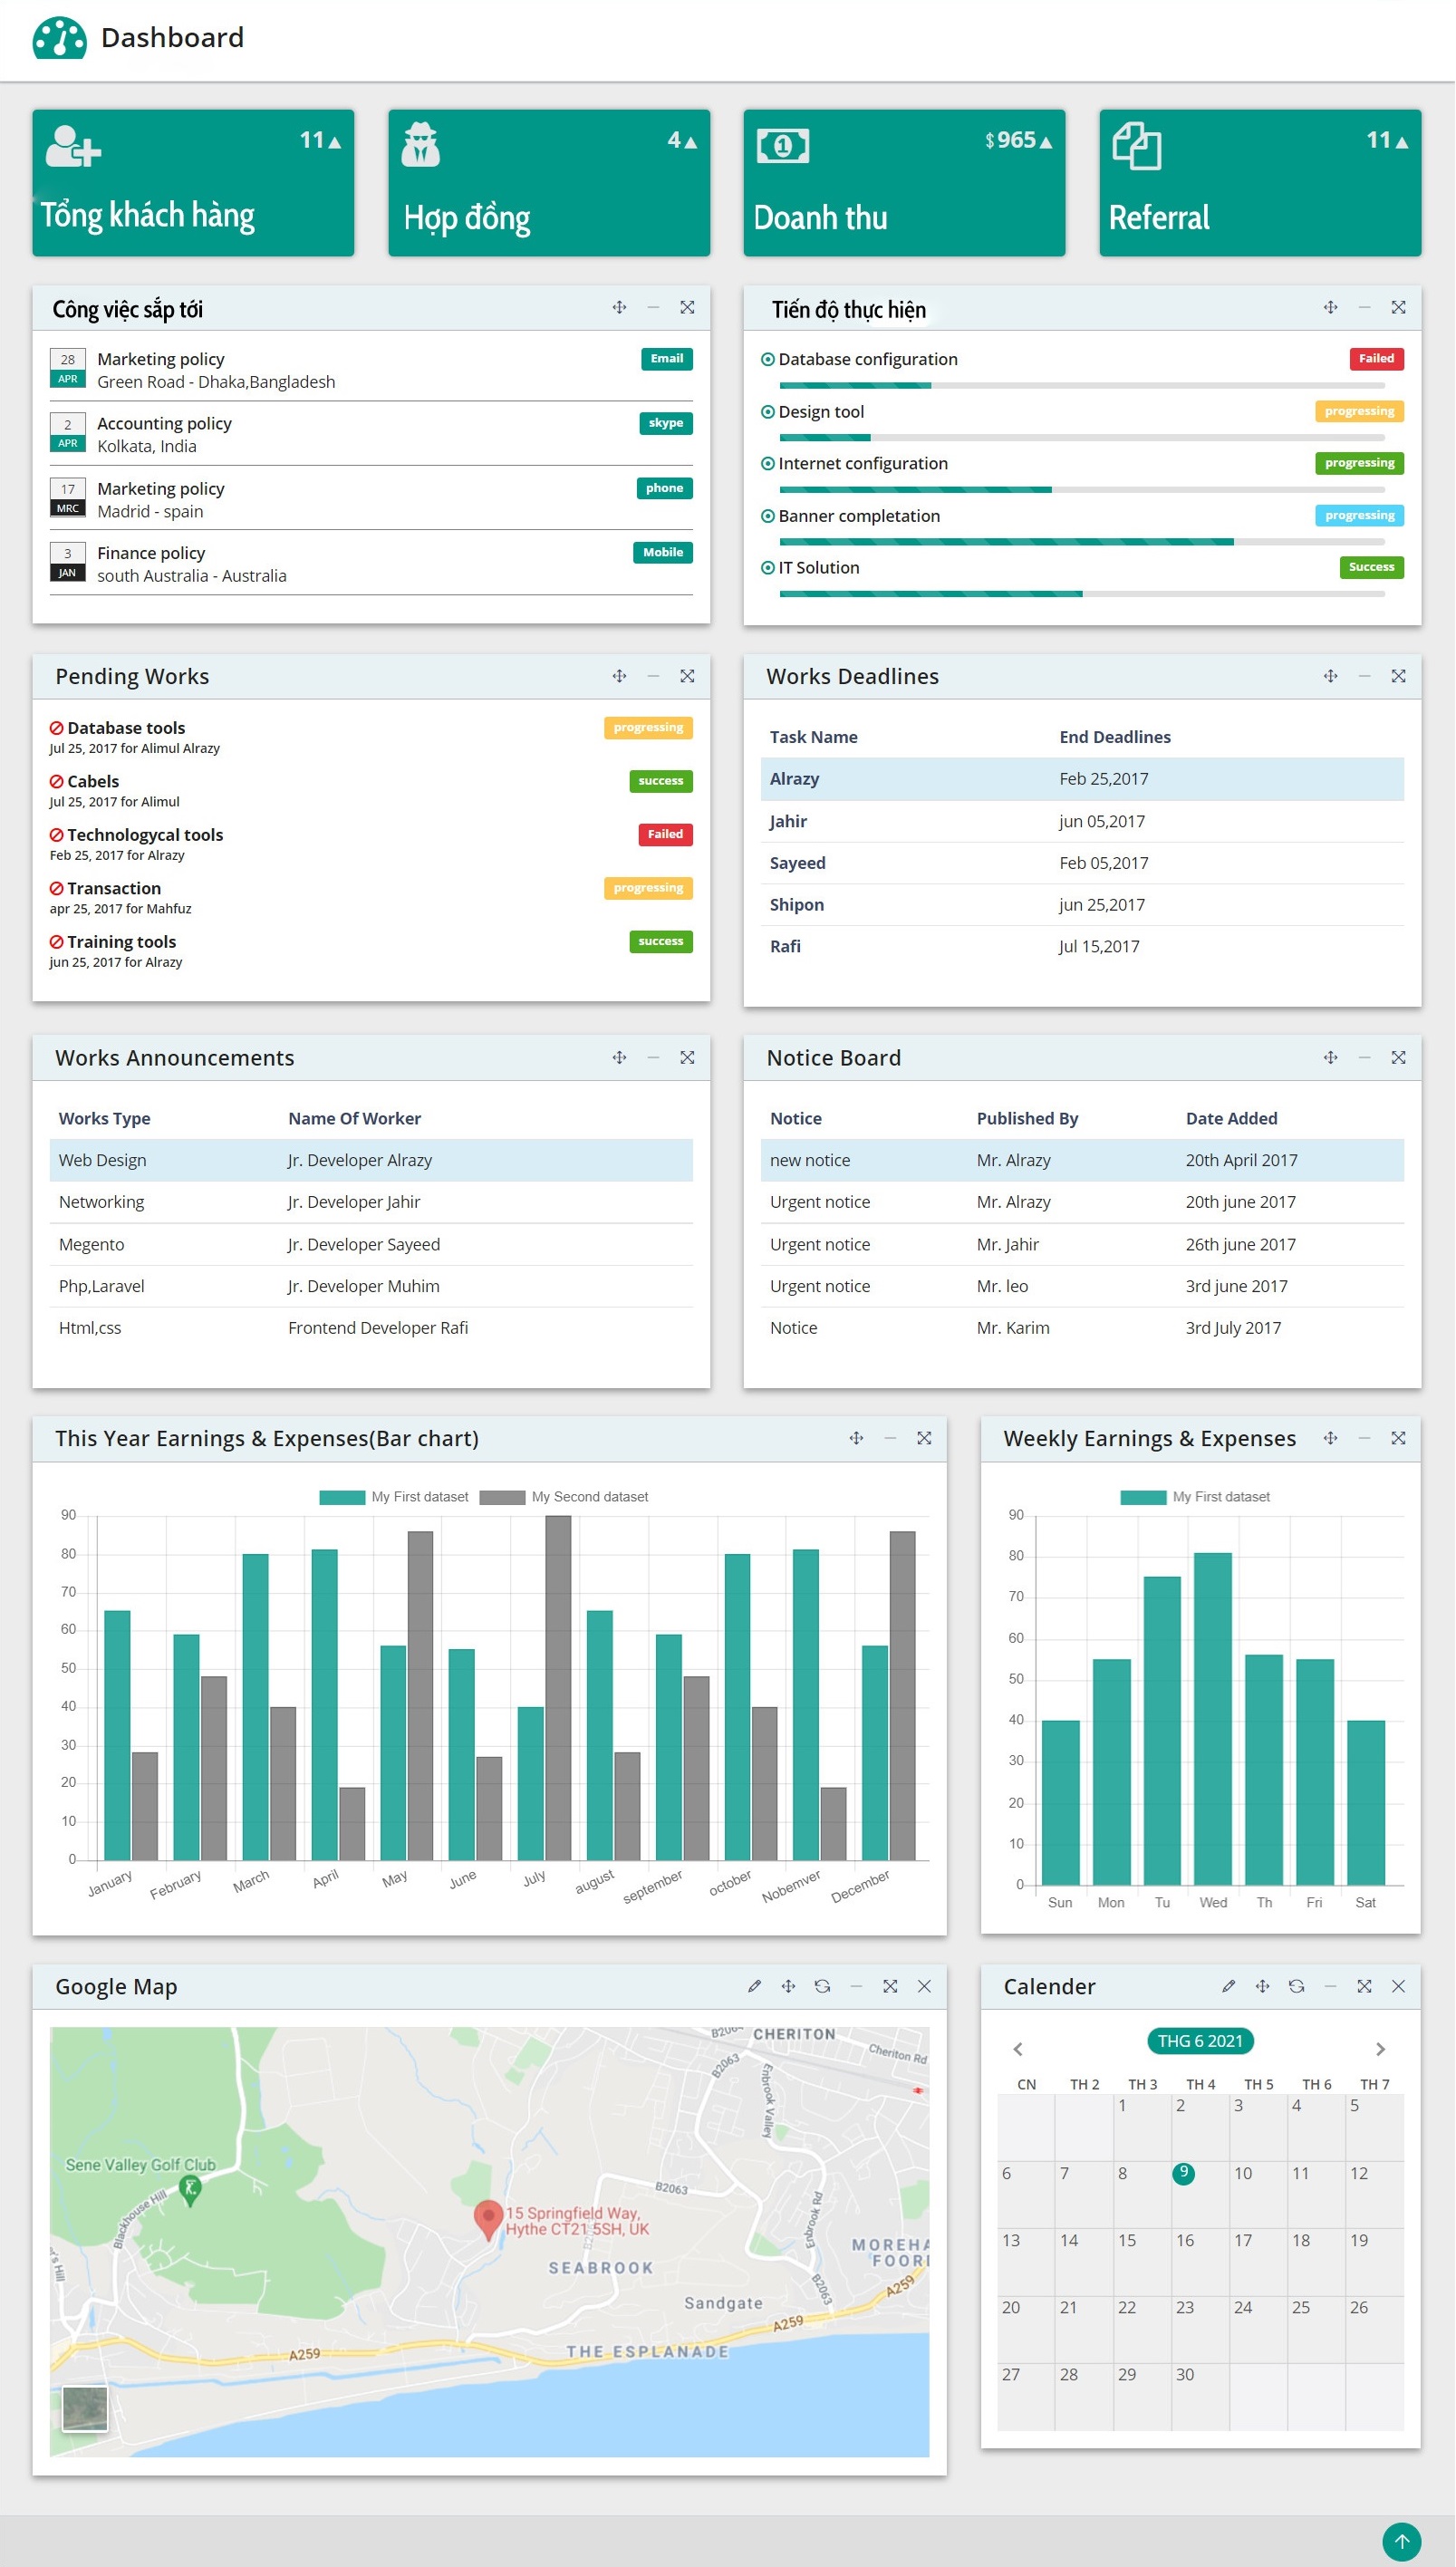 Dashboard
11
Tổng khách hàng
4
Hợp đồng
$965
Doanh thu
11
Referral
Công việc sắp tới
28
APR
Marketing policy
Green Road - Dhaka,Bangladesh
Email
2
APR
Accounting policy
Kolkata, India
skype
17
MRC
Marketing policy
Madrid - spain
phone
3
JAN
Finance policy
south Australia - Australia
Mobile
Tiến độ thực hiện
Database configuration
Failed
Design tool
progressing
Internet configuration
progressing
Banner completation
progressing
IT Solution
Success
Pending Works
Database tools
progressing
Jul 25, 2017 for Alimul Alrazy
Cabels
success
Jul 25, 2017 for Alimul
Technologycal tools
Failed
Feb 25, 2017 for Alrazy
Transaction
progressing
apr 25, 2017 for Mahfuz
Training tools
success
jun 25, 2017 for Alrazy
Works Deadlines
Task Name End Deadlines
Alrazy Feb 25,2017
Jahir jun 05,2017
Sayeed Feb 05,2017
Shipon jun 25,2017
Rafi Jul 15,2017
Works Announcements
Works Type Name Of Worker
Web Design Jr. Developer Alrazy
Networking Jr. Developer Jahir
Megento Jr. Developer Sayeed
Php,Laravel Jr. Developer Muhim
Html,css Frontend Developer Rafi
Notice Board
Notice Published By Date Added
new notice Mr. Alrazy 20th April 2017
Urgent notice Mr. Alrazy 20th june 2017
Urgent notice Mr. Jahir 26th june 2017
Urgent notice Mr. leo 3rd june 2017
Notice Mr. Karim 3rd July 2017
This Year Earnings & Expenses(Bar chart)
My First dataset My Second dataset
90
80
70
60
50
40
30
20
10
0
January February March April May June July august september october Nobemver December
Weekly Earnings & Expenses
My First dataset
90
80
70
60
50
40
30
20
10
0
Sun Mon Tu Wed Th Fri Sat
Google Map
CHERITON
Cheriton Rd
B2063
Enbrook Valley
Sene Valley Golf Club
B2063
Blackhouse Hill
15 Springfield Way,
Hythe CT21 5SH, UK
Enbrook Rd
SEABROOK
MOREHA
FOOR
B2063
A259
Sandgate
A259
THE ESPLANADE
A259
Calender
THG 6 2021
CN TH 2 TH 3 TH 4 TH 5 TH 6 TH 7
1 2 3 4 5
6 7 8 9 10 11 12
13 14 15 16 17 18 19
20 21 22 23 24 25 26
27 28 29 30